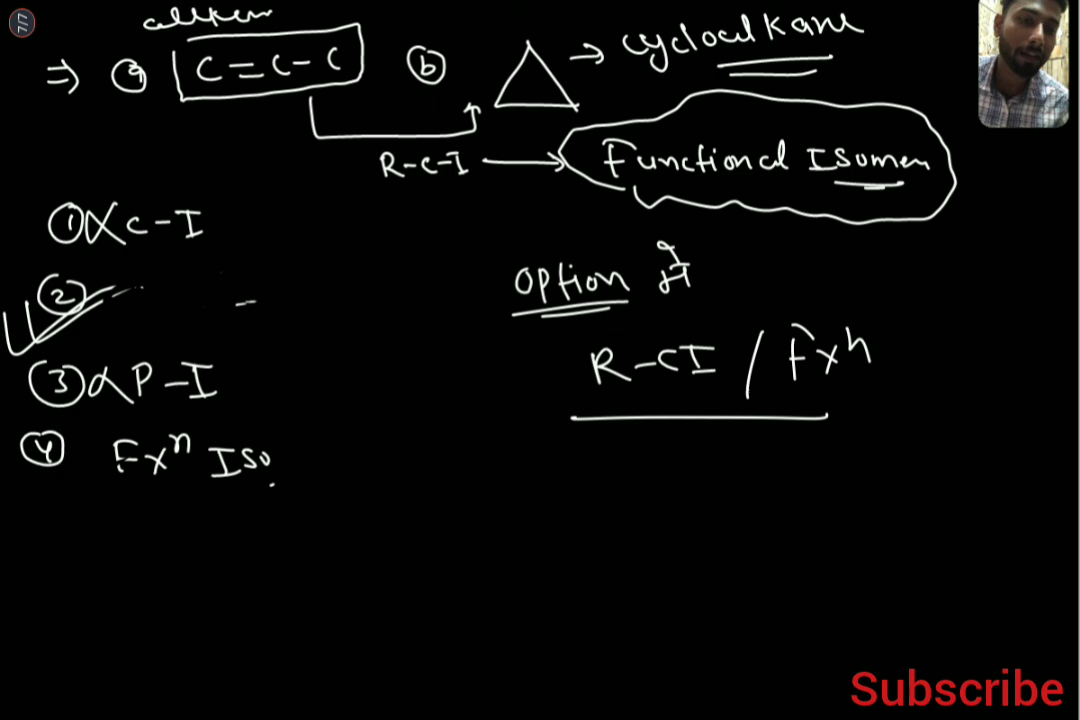 alkene
⇒ ⓐ C=C-C ⓑ △ → cycloalkane
R-C-I → Functional Isomer
① × C-I
②
③ × P-I
④ Fxⁿ Iso
option में
R-CI / Fxⁿ
Subscribe